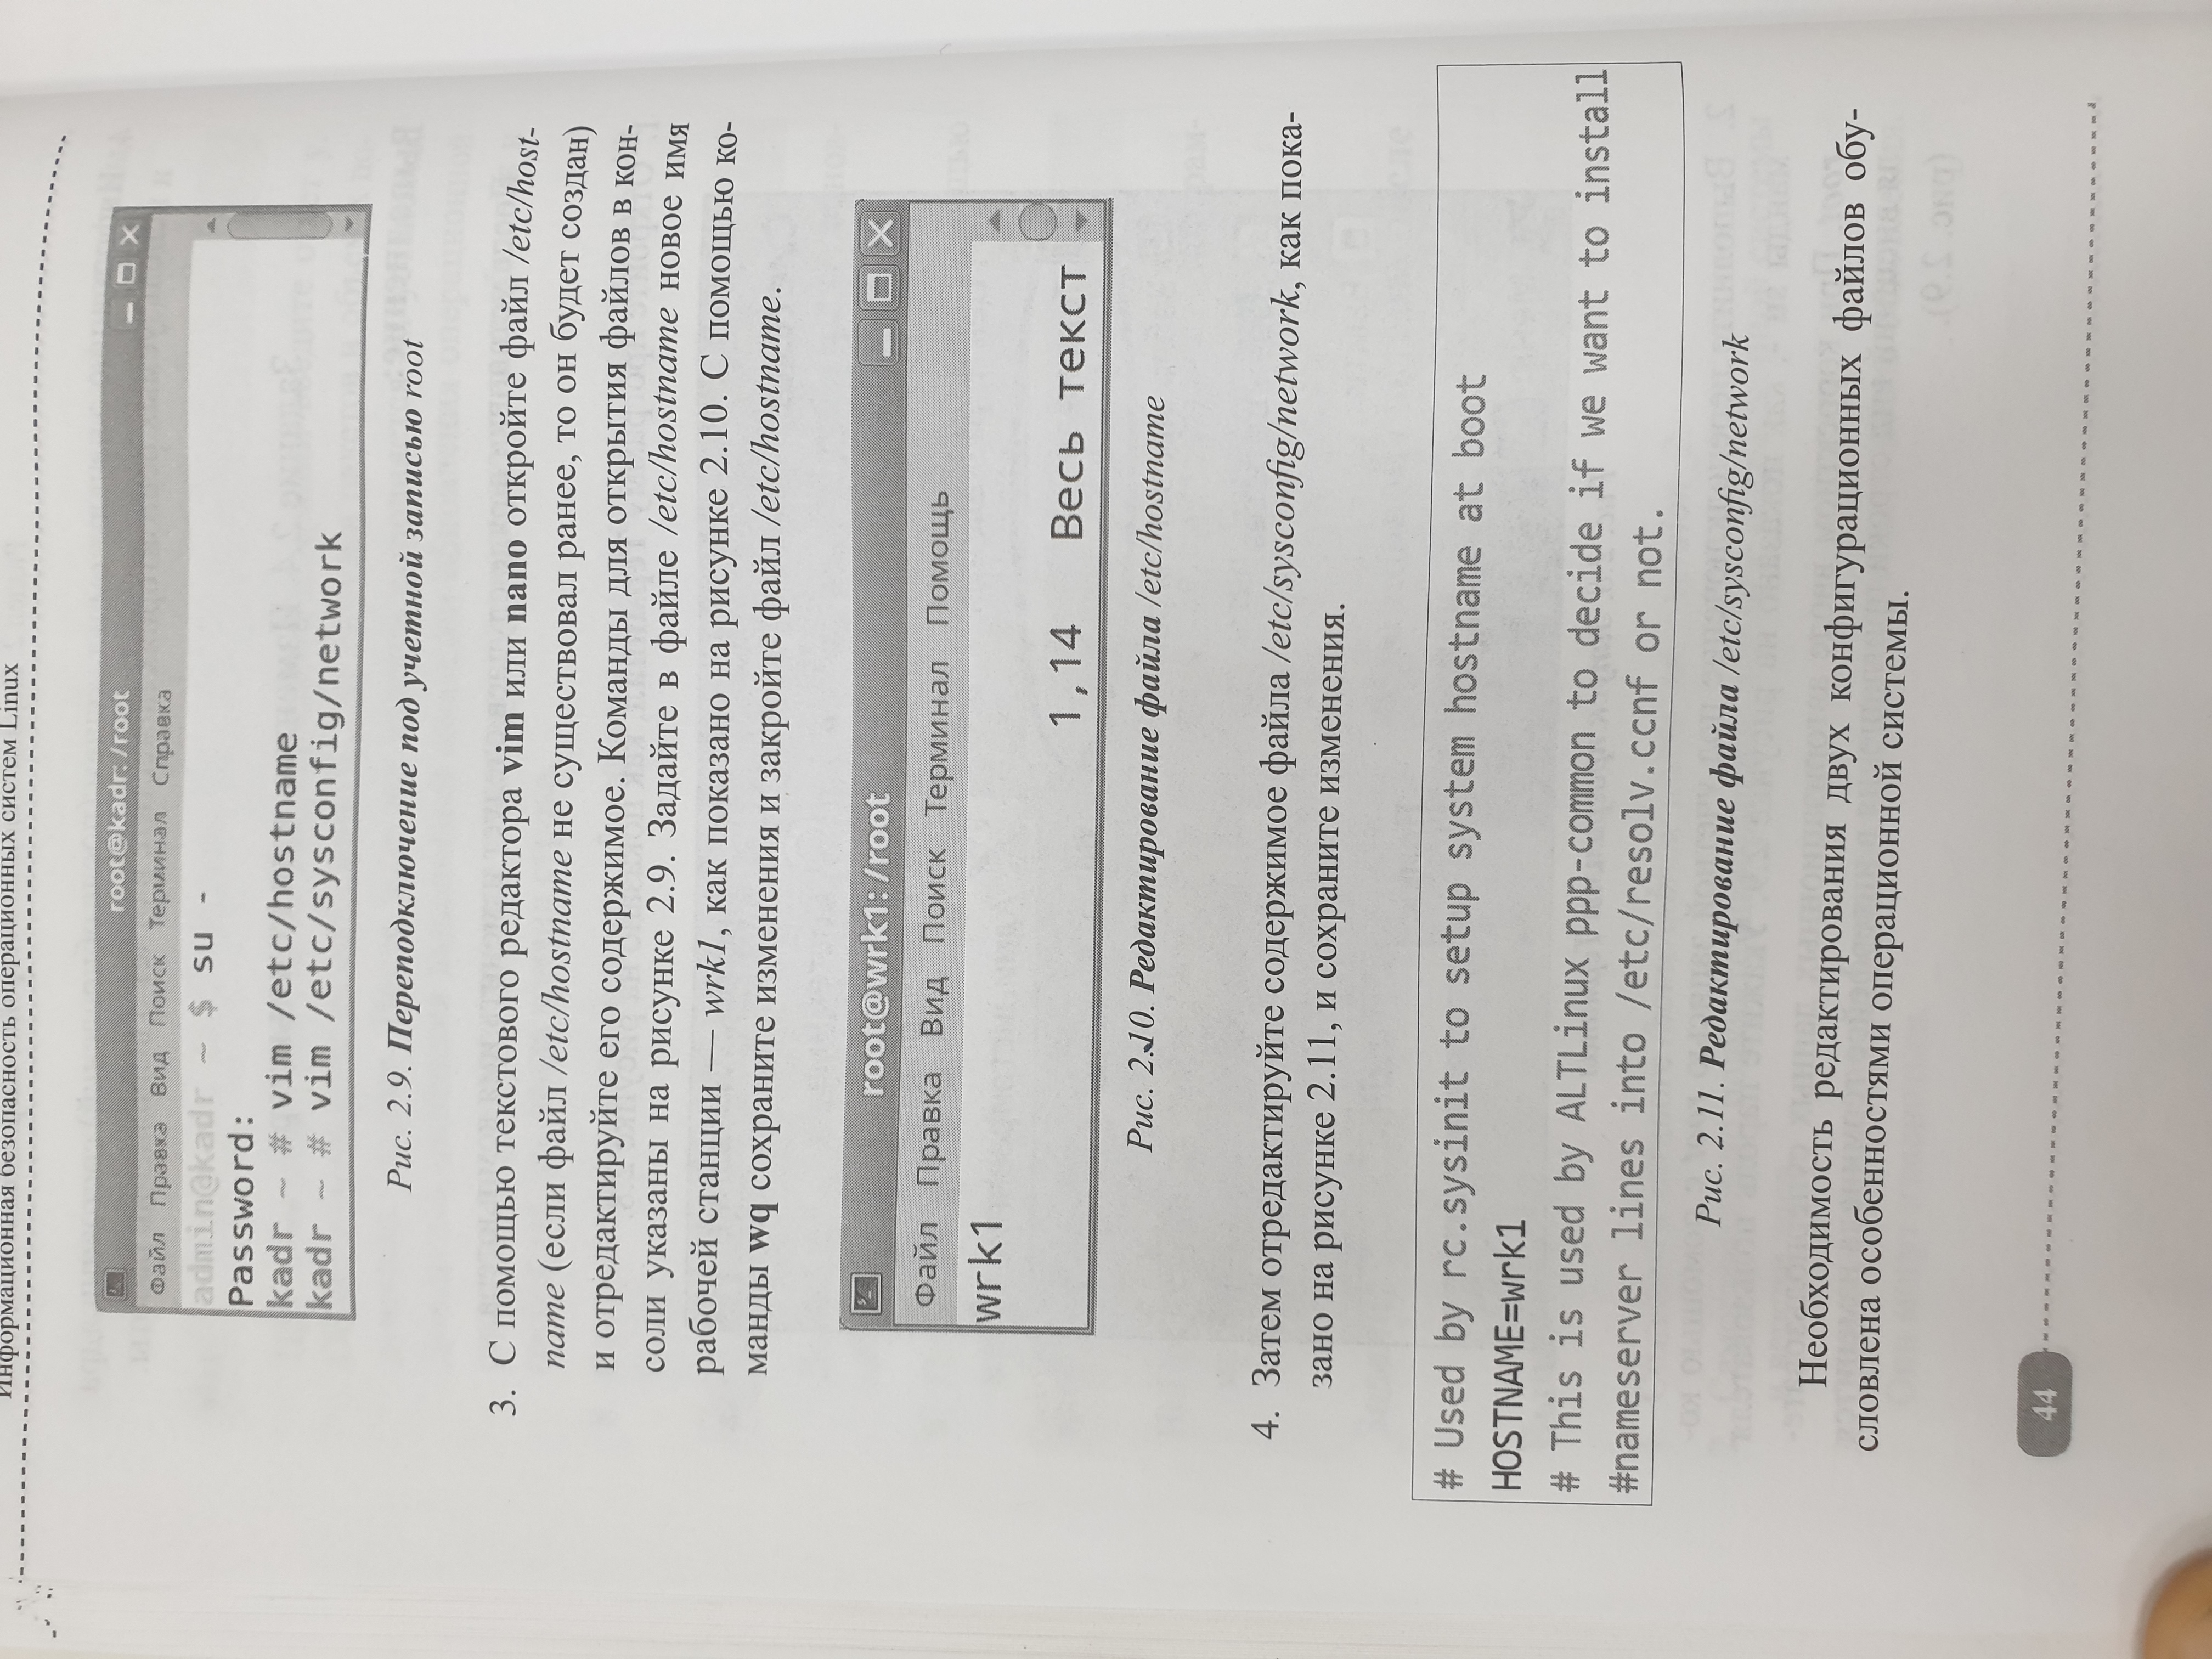 Информационная безопасность операционных систем Linux
root@kadr:/root
Файл Правка Вид Поиск Терминал Справка
admin@kadr ~ $ su -
Password:
kadr ~ # vim /etc/hostname
kadr ~ # vim /etc/sysconfig/network
Рис. 2.9. Переподключение под учетной записью root
3. С помощью текстового редактора vim или nano откройте файл /etc/host-
name (если файл /etc/hostname не существовал ранее, то он будет создан)
и отредактируйте его содержимое. Команды для открытия файлов в кон-
соли указаны на рисунке 2.9. Задайте в файле /etc/hostname новое имя
рабочей станции — wrk1, как показано на рисунке 2.10. С помощью ко-
манды wq сохраните изменения и закройте файл /etc/hostname.
root@wrk1:/root
Файл Правка Вид Поиск Терминал Помощь
wrk1
1,14 Весь текст
Рис. 2.10. Редактирование файла /etc/hostname
4. Затем отредактируйте содержимое файла /etc/sysconfig/network, как пока-
зано на рисунке 2.11, и сохраните изменения.
# Used by rc.sysinit to setup system hostname at boot
HOSTNAME=wrk1
# This is used by ALTLinux ppp-common to decide if we want to install
#nameserver lines into /etc/resolv.ccnf or not.
Рис. 2.11. Редактирование файла /etc/sysconfig/network
Необходимость редактирования двух конфигурационных файлов обу-
словлена особенностями операционной системы.
44